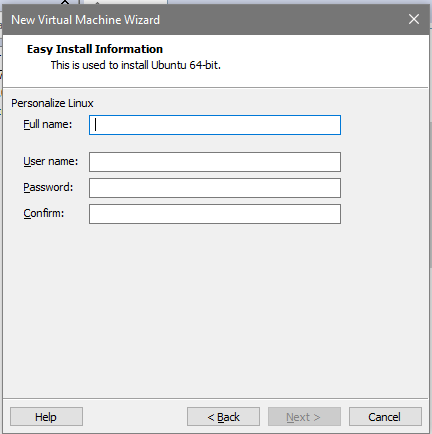 New Virtual Machine Wizard
Easy Install Information
This is used to install Ubuntu 64-bit.
Personalize Linux
Full name:
User name:
Password:
Confirm:
Help
< Back
Next >
Cancel